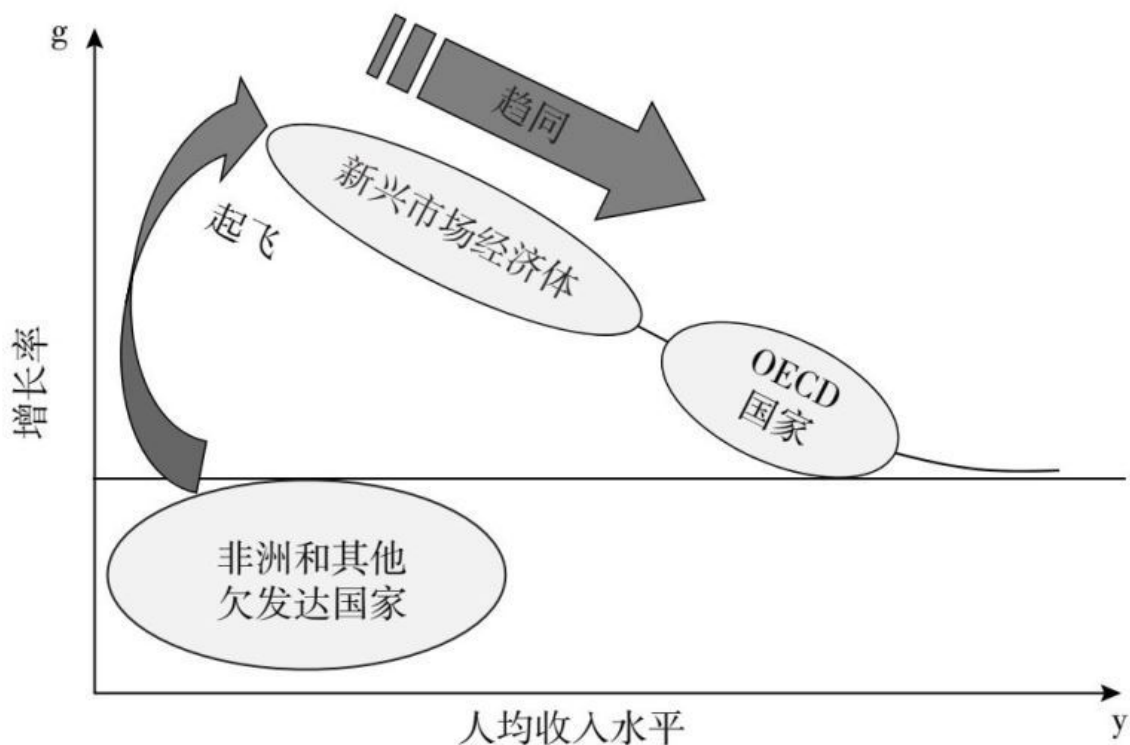 g
趋同
新兴市场经济体
起飞
OECD
国家
增长率
非洲和其他
欠发达国家
人均收入水平
y